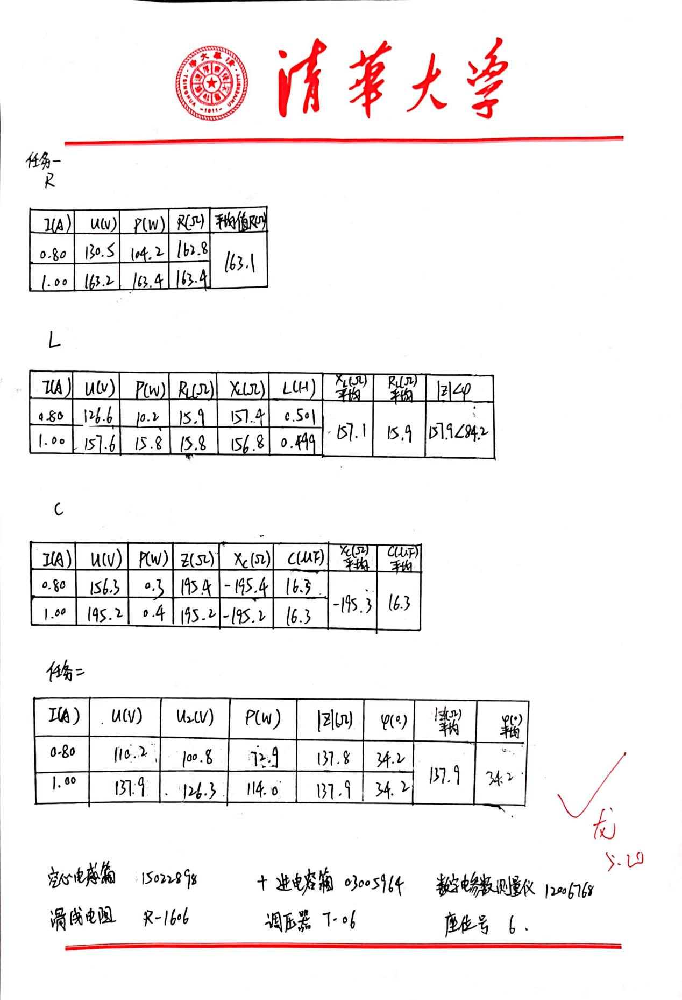 清華大学
TSINGHUA UNIVERSITY
-1911-
任务一
R
I(A) U(V) P(W) R(Ω) 平均值R(Ω)
0.80 130.5 104.2 162.8 163.1
1.00 163.2 163.4 163.4
L
I(A) U(V) P(W) R_L(Ω) X_L(Ω) L(H) X_L(Ω)平均 R_L(Ω)平均 |Z|<φ
0.80 126.6 10.2 15.9 157.4 0.501 157.1 15.9 157.9<84.2
1.00 157.6 15.8 15.8 156.8 0.499
C
I(A) U(V) P(W) Z(Ω) X_C(Ω) C(μF) X_C(Ω)平均 C(μF)平均
0.80 156.3 0.3 195.4 -195.4 16.3 -195.3 16.3
1.00 195.2 0.4 195.2 -195.2 16.3
任务二
I(A) U(V) U₂(V) P(W) |Z|(Ω) φ(°) |Z|(Ω)平均 φ(°)平均
0.80 110.2 100.8 72.9 137.8 34.2 137.9 34.2
1.00 137.9 126.3 114.0 137.9 34.2
龙
5.20
空心电感箱 15022898 十进电容箱 03005964 数字电参数测量仪 12006768
滑线电阻 R-1606 调压器 T-06 座位号 6.